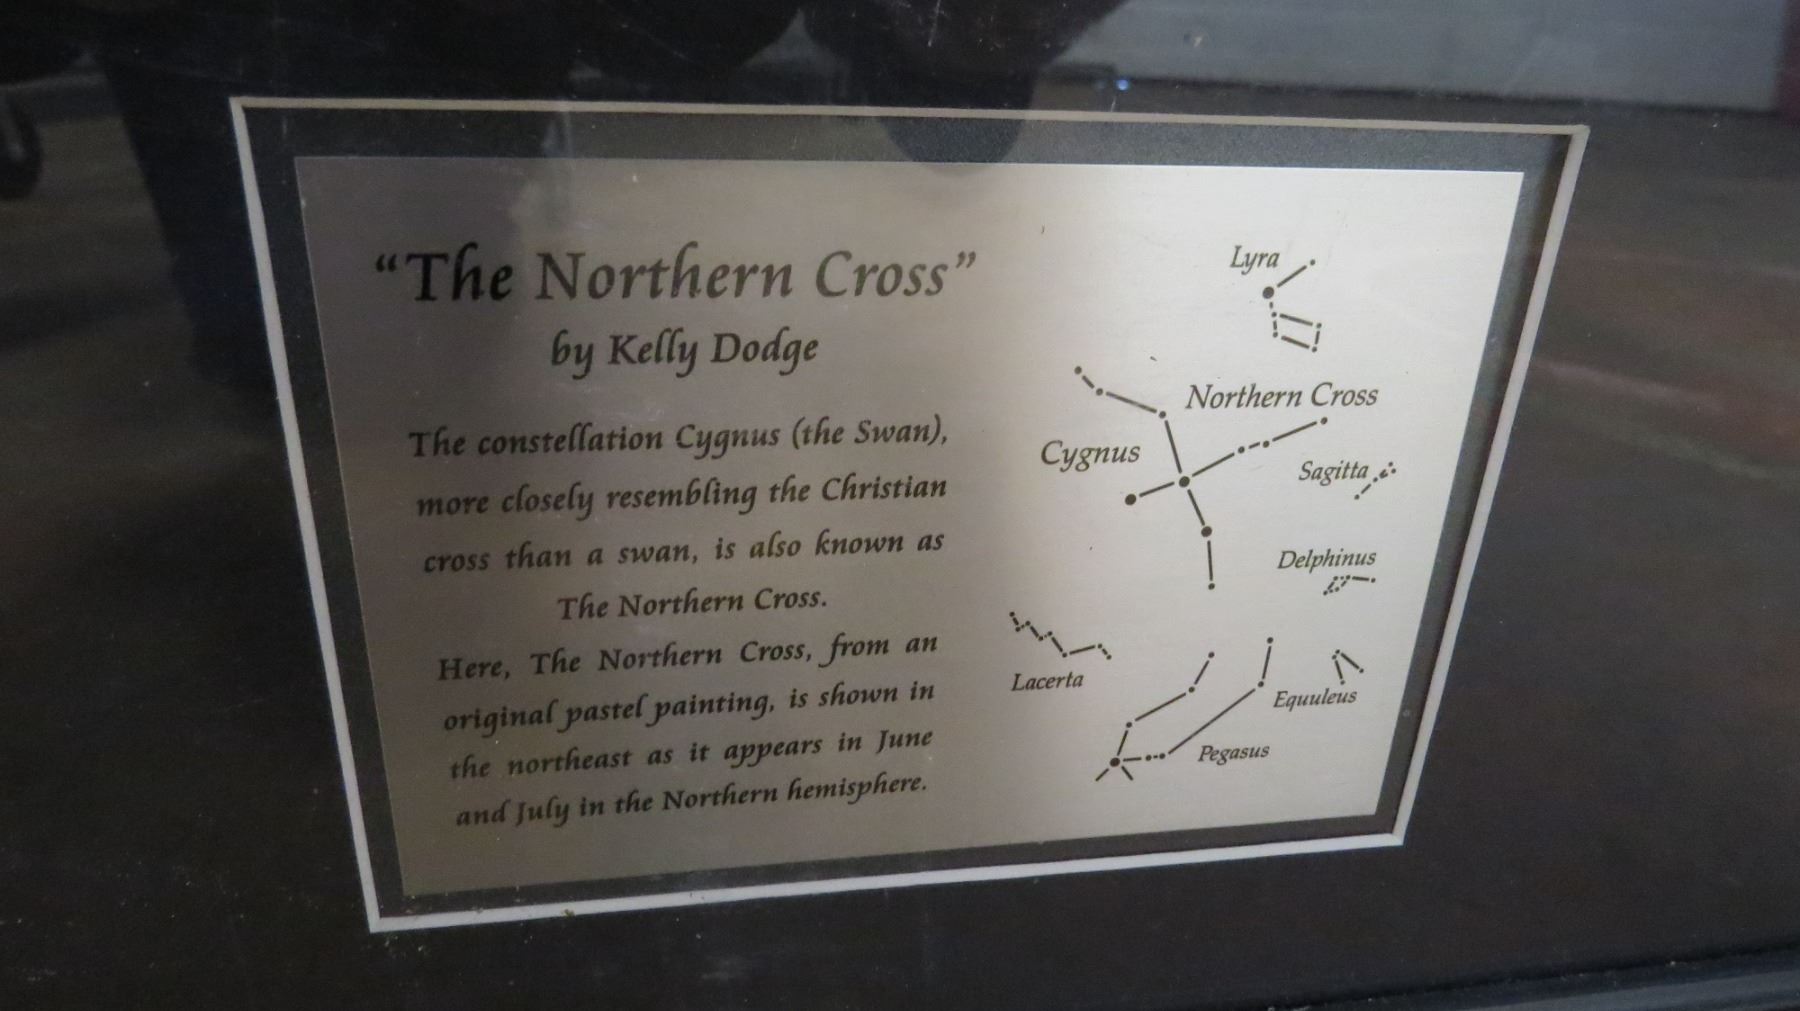 “The Northern Cross”
by Kelly Dodge
The constellation Cygnus (the Swan),
more closely resembling the Christian
cross than a swan, is also known as
The Northern Cross.
Here, The Northern Cross, from an
original pastel painting, is shown in
the northeast as it appears in June
and July in the Northern hemisphere.
Lyra
Northern Cross
Cygnus
Sagitta
Delphinus
Lacerta
Equuleus
Pegasus